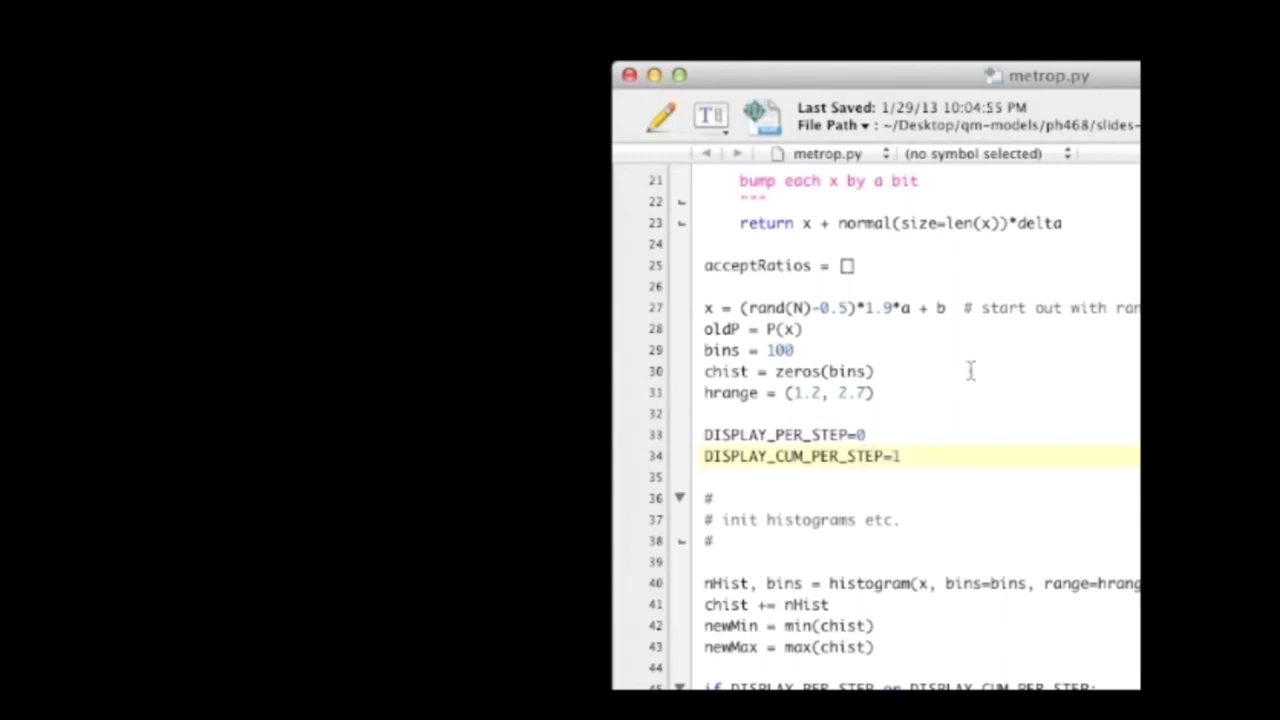 metrop.py
Last Saved: 1/29/13 10:04:55 PM
File Path ▾ : ~/Desktop/qm-models/ph468/slides-
metrop.py (no symbol selected)
21 bump each x by a bit
22 """
23 return x + normal(size=len(x))*delta
24
25 acceptRatios = []
26
27 x = (rand(N)-0.5)*1.9*a + b # start out with ran
28 oldP = P(x)
29 bins = 100
30 chist = zeros(bins)
31 hrange = (1.2, 2.7)
32
33 DISPLAY_PER_STEP=0
34 DISPLAY_CUM_PER_STEP=1
35
36 #
37 # init histograms etc.
38 #
39
40 nHist, bins = histogram(x, bins=bins, range=hrang
41 chist += nHist
42 newMin = min(chist)
43 newMax = max(chist)
44
45 if DISPLAY_PER_STEP or DISPLAY_CUM_PER_STEP: